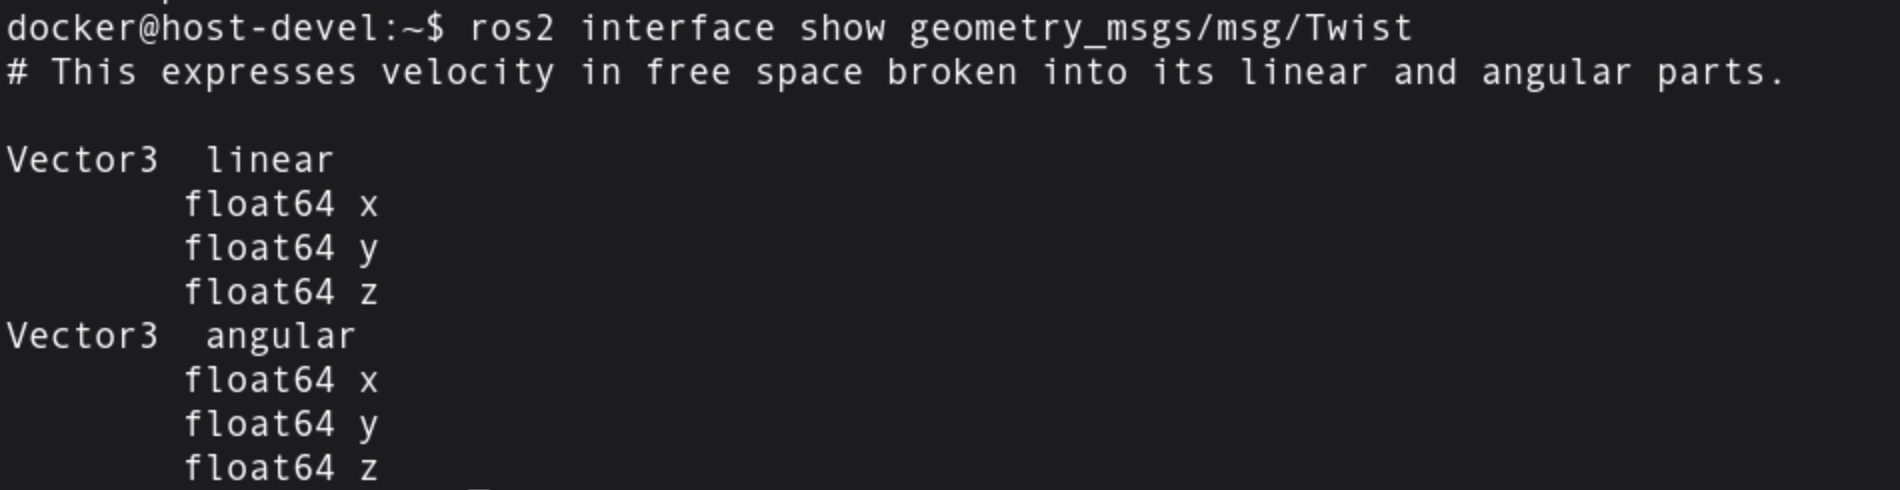 docker@host-devel:~$ ros2 interface show geometry_msgs/msg/Twist
# This expresses velocity in free space broken into its linear and angular parts.
Vector3  linear
        float64 x
        float64 y
        float64 z
Vector3  angular
        float64 x
        float64 y
        float64 z